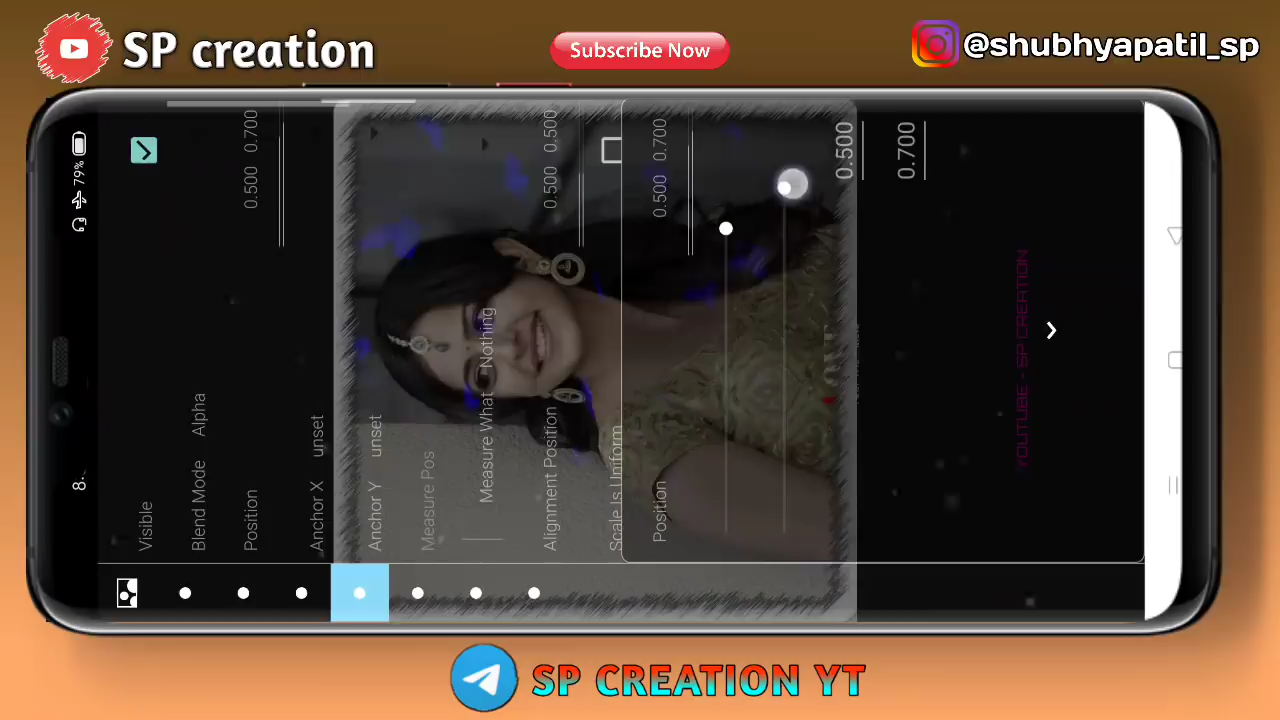 SP creation
Subscribe Now
@shubhyapatil_sp
79%
8.
Visible
Blend Mode Alpha
Position 0.500 0.700
Anchor X unset
Anchor Y unset
Measure Pos
Measure What Nothing
Alignment Position 0.500 0.500
Scale Is Uniform
Position 0.500 0.700
0.500
0.700
YOUTUBE - SP CREATION
SP CREATION YT